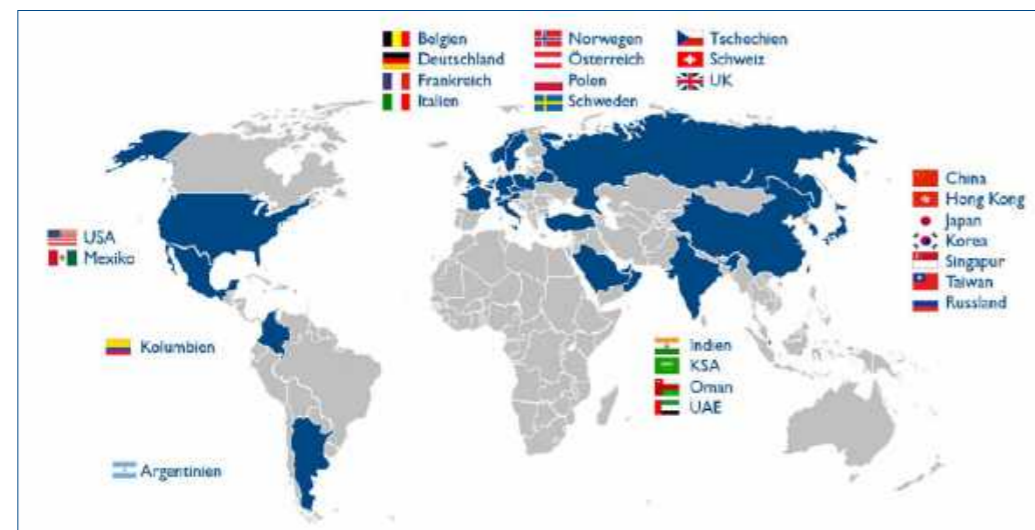 Belgien
Deutschland
Frankreich
Italien
Norwegen
Österreich
Polen
Schweden
Tschechien
Schweiz
UK
USA
Mexiko
Kolumbien
Argentinien
China
Hong Kong
Japan
Korea
Singapur
Taiwan
Russland
Indien
KSA
Oman
UAE